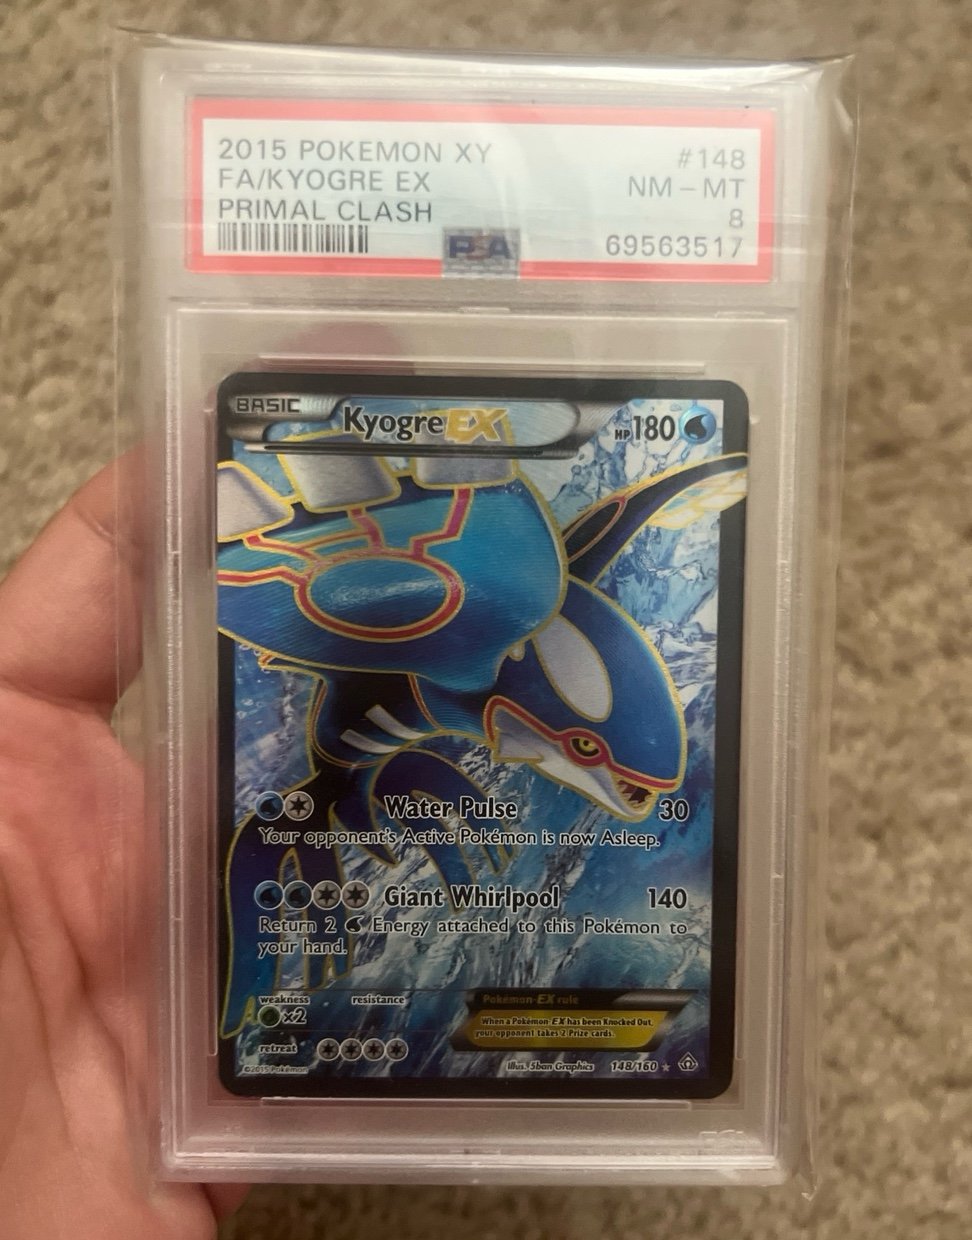 2015 POKEMON XY #148
FA/KYOGRE EX NM - MT
PRIMAL CLASH 8
PSA 69563517
BASIC Kyogre EX HP 180
Water Pulse 30
Your opponent's Active Pokémon is now Asleep.
Giant Whirlpool 140
Return 2 Energy attached to this Pokémon to
your hand.
weakness resistance
x2
Pokémon-EX rule
When a Pokémon-EX has been Knocked Out,
your opponent takes 2 Prize cards.
retreat
©2015 Pokémon Illus. 5ban Graphics 148/160